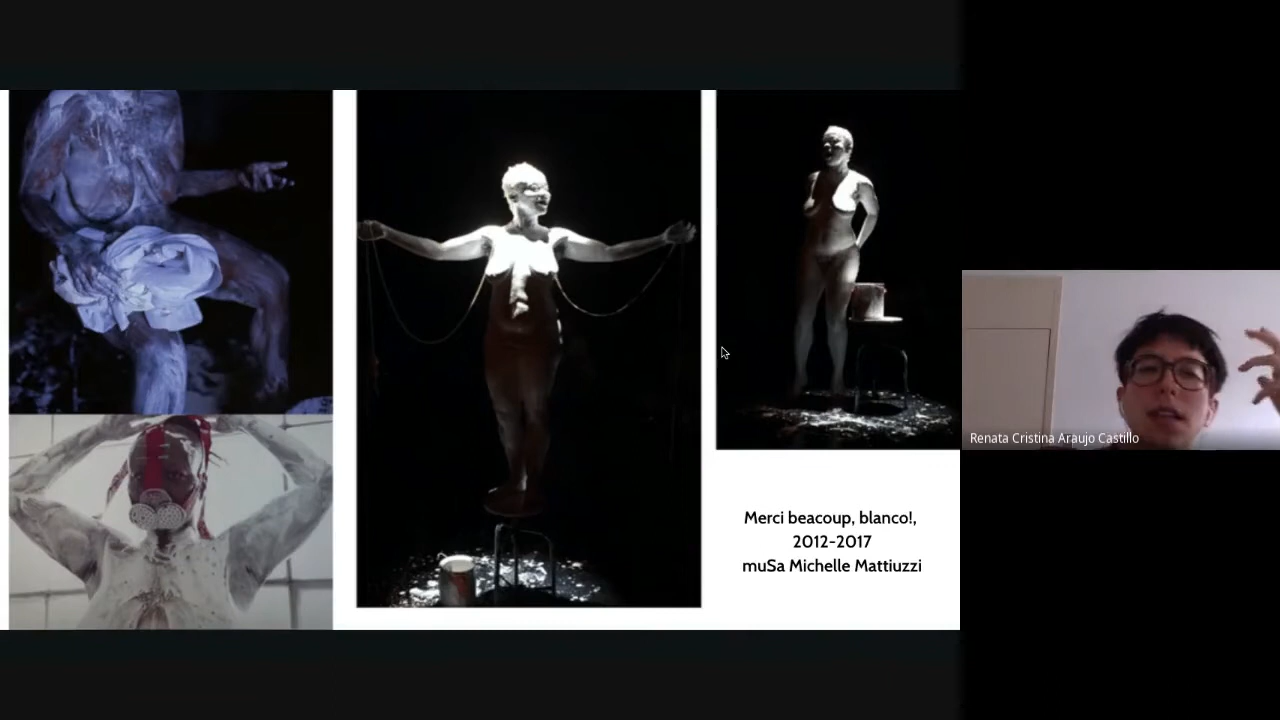 Merci beacoup, blanco!,
2012-2017
muSa Michelle Mattiuzzi
Renata Cristina Araujo Castillo